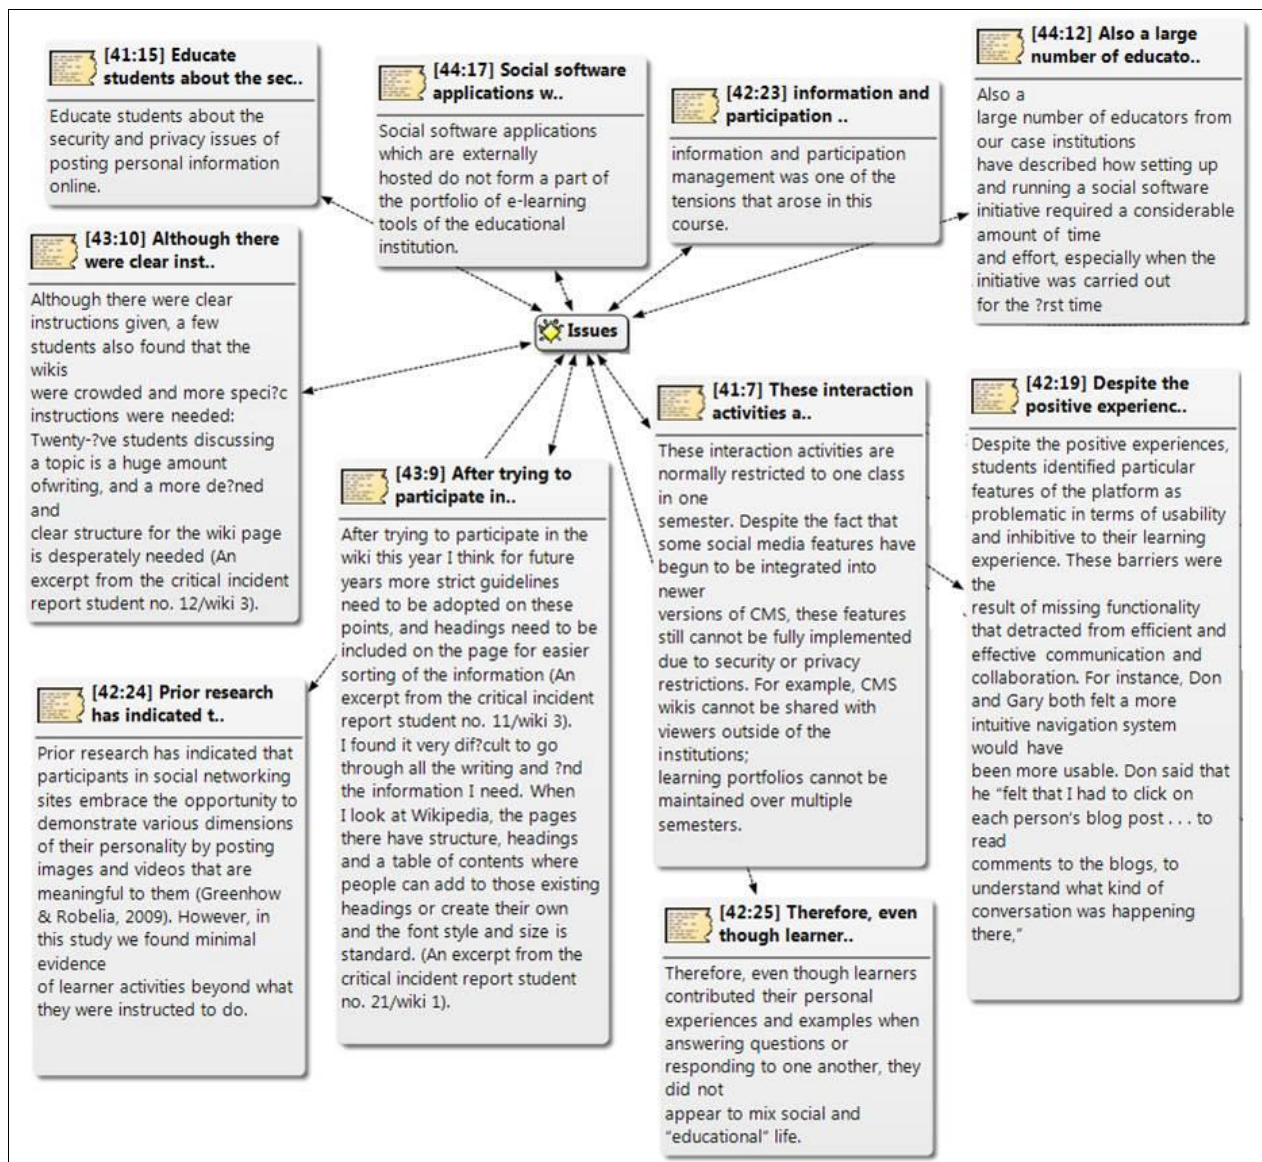 [41:15] Educate
students about the sec..
Educate students about the
security and privacy issues of
posting personal information
online.
[44:17] Social software
applications w..
Social software applications
which are externally
hosted do not form a part of
the portfolio of e-learning
tools of the educational
institution.
[42:23] information and
participation ..
information and participation
management was one of the
tensions that arose in this
course.
[44:12] Also a large
number of educato..
Also a
large number of educators from
our case institutions
have described how setting up
and running a social software
initiative required a considerable
amount of time
and effort, especially when the
initiative was carried out
for the ?rst time
[43:10] Although there
were clear inst..
Although there were clear
instructions given, a few
students also found that the
wikis
were crowded and more speci?c
instructions were needed:
Twenty-?ve students discussing
a topic is a huge amount
ofwriting, and a more de?ned
and
clear structure for the wiki page
is desperately needed (An
excerpt from the critical incident
report student no. 12/wiki 3).
Issues
[43:9] After trying to
participate in..
After trying to participate in the
wiki this year I think for future
years more strict guidelines
need to be adopted on these
points, and headings need to be
included on the page for easier
sorting of the information (An
excerpt from the critical incident
report student no. 11/wiki 3).
I found it very dif?cult to go
through all the writing and ?nd
the information I need. When
I look at Wikipedia, the pages
there have structure, headings
and a table of contents where
people can add to those existing
headings or create their own
and the font style and size is
standard. (An excerpt from the
critical incident report student
no. 21/wiki 1).
[41:7] These interaction
activities a..
These interaction activities are
normally restricted to one class
in one
semester. Despite the fact that
some social media features have
begun to be integrated into
newer
versions of CMS, these features
still cannot be fully implemented
due to security or privacy
restrictions. For example, CMS
wikis cannot be shared with
viewers outside of the
institutions;
learning portfolios cannot be
maintained over multiple
semesters.
[42:19] Despite the
positive experienc..
Despite the positive experiences,
students identified particular
features of the platform as
problematic in terms of usability
and inhibitive to their learning
experience. These barriers were
the
result of missing functionality
that detracted from efficient and
effective communication and
collaboration. For instance, Don
and Gary both felt a more
intuitive navigation system
would have
been more usable. Don said that
he “felt that I had to click on
each person's blog post . . . to
read
comments to the blogs, to
understand what kind of
conversation was happening
there,”
[42:24] Prior research
has indicated t..
Prior research has indicated that
participants in social networking
sites embrace the opportunity to
demonstrate various dimensions
of their personality by posting
images and videos that are
meaningful to them (Greenhow
& Robelia, 2009). However, in
this study we found minimal
evidence
of learner activities beyond what
they were instructed to do.
[42:25] Therefore, even
though learner..
Therefore, even though learners
contributed their personal
experiences and examples when
answering questions or
responding to one another, they
did not
appear to mix social and
“educational” life.